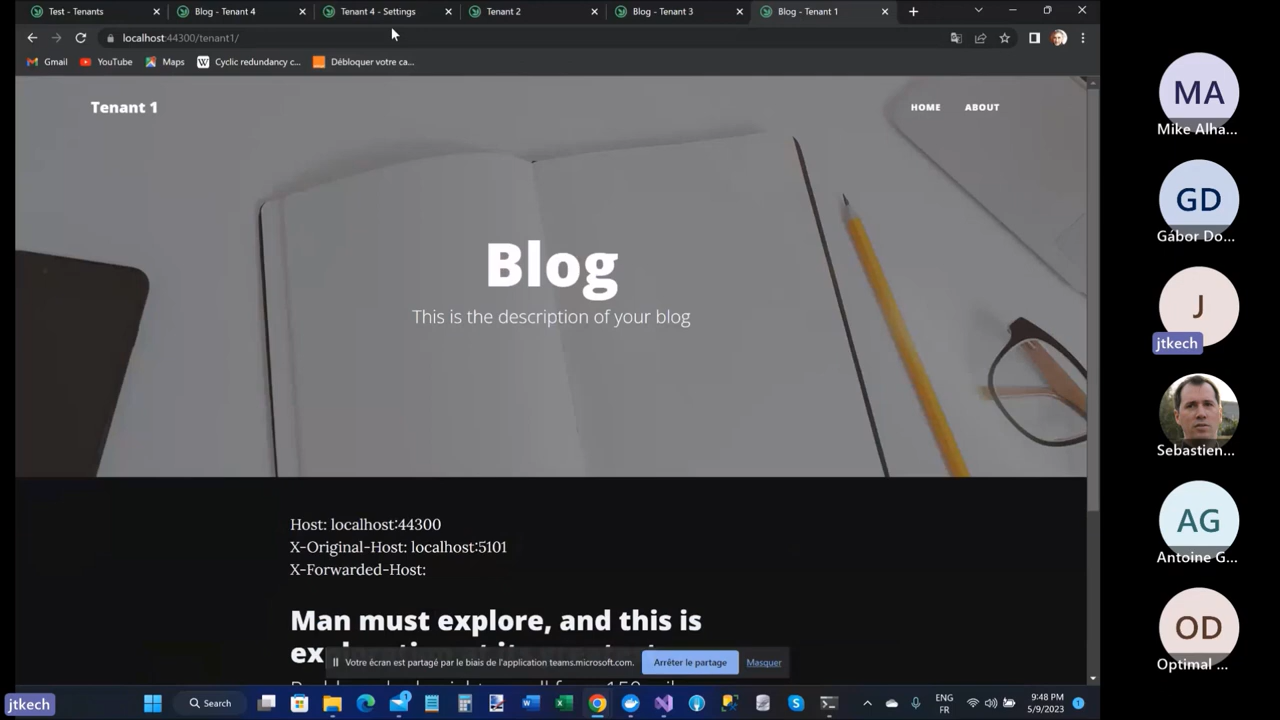 Test - Tenants
Blog - Tenant 4
Tenant 4 - Settings
Tenant 2
Blog - Tenant 3
Blog - Tenant 1
localhost:44300/tenant1/
Gmail
YouTube
Maps
W Cyclic redundancy c...
Débloquer votre ca...
Tenant 1
HOME
ABOUT
Blog
This is the description of your blog
Host: localhost:44300
X-Original-Host: localhost:5101
X-Forwarded-Host:
Man must explore, and this is
Votre écran est partagé par le biais de l'application teams.microsoft.com.
Arrêter le partage
Masquer
MA
Mike Alha...
GD
Gábor Do...
J
jtkech
Sebastien...
AG
Antoine G...
OD
Optimal ...
jtkech
Search
ENG
FR
9:48 PM
5/9/2023